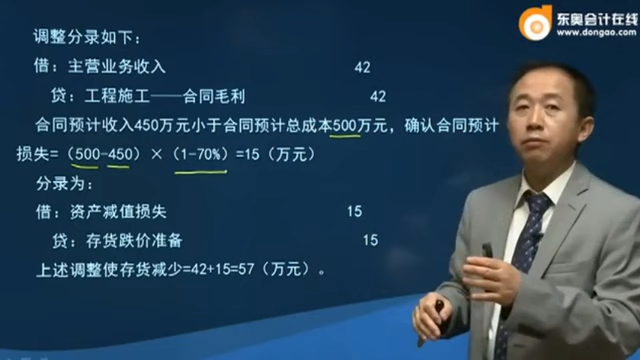 东奥会计在线
www.dongao.com
调整分录如下：
借：主营业务收入 42
贷：工程施工——合同毛利 42
合同预计收入450万元小于合同预计总成本500万元，确认合同预计
损失=（500-450）×（1-70%）=15（万元）
分录为：
借：资产减值损失 15
贷：存货跌价准备 15
上述调整使存货减少=42+15=57（万元）。